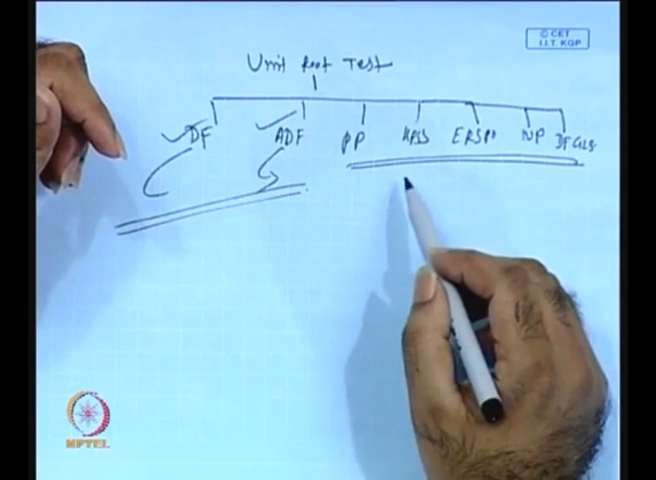 © CET
I.I.T. KGP
Unit Root Test
DF ADF PP KPSS ERSPO NP DFGLS
NPTEL